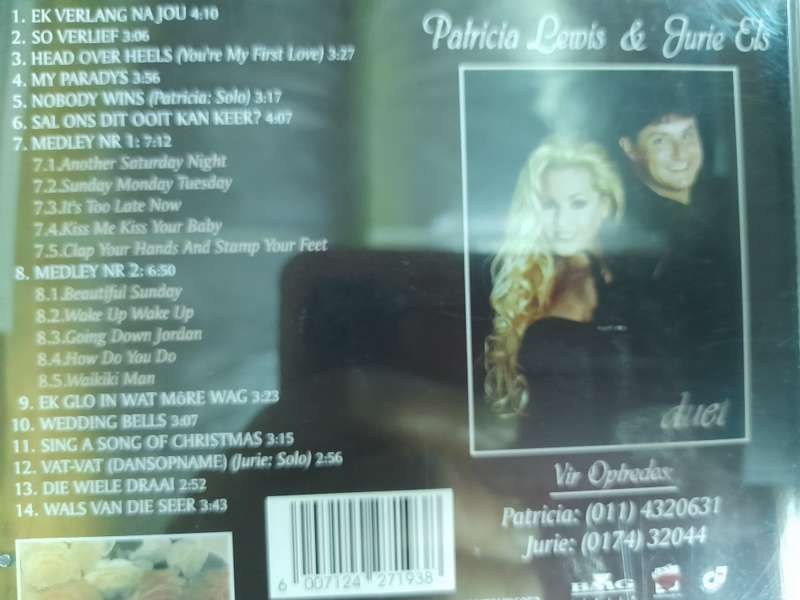 1. EK VERLANG NA JOU 4:10
2. SO VERLIEF 3:06
3. HEAD OVER HEELS (You're My First Love) 3:27
4. MY PARADYS 3:56
5. NOBODY WINS (Patricia: Solo) 3:17
6. SAL ONS DIT OOIT KAN KEER? 4:07
7. MEDLEY NR 1: 7:12
7.1.Another Saturday Night
7.2.Sunday Monday Tuesday
7.3.It's Too Late Now
7.4.Kiss Me Kiss Your Baby
7.5.Clap Your Hands And Stamp Your Feet
8. MEDLEY NR 2: 6:50
8.1.Beautiful Sunday
8.2.Wake Up Wake Up
8.3.Going Down Jordan
8.4.How Do You Do
8.5.Waikiki Man
9. EK GLO IN WAT MôRE WAG 3:23
10. WEDDING BELLS 3:07
11. SING A SONG OF CHRISTMAS 3:15
12. VAT-VAT (DANSOPNAME) (Jurie: Solo) 2:56
13. DIE WIELE DRAAI 2:52
14. WALS VAN DIE SEER 3:43
Patricia Lewis & Jurie Els
duet
Vir Optredes:
Patricia: (011) 4320631
Jurie: (0174) 32044
6 007124 271938
BMG